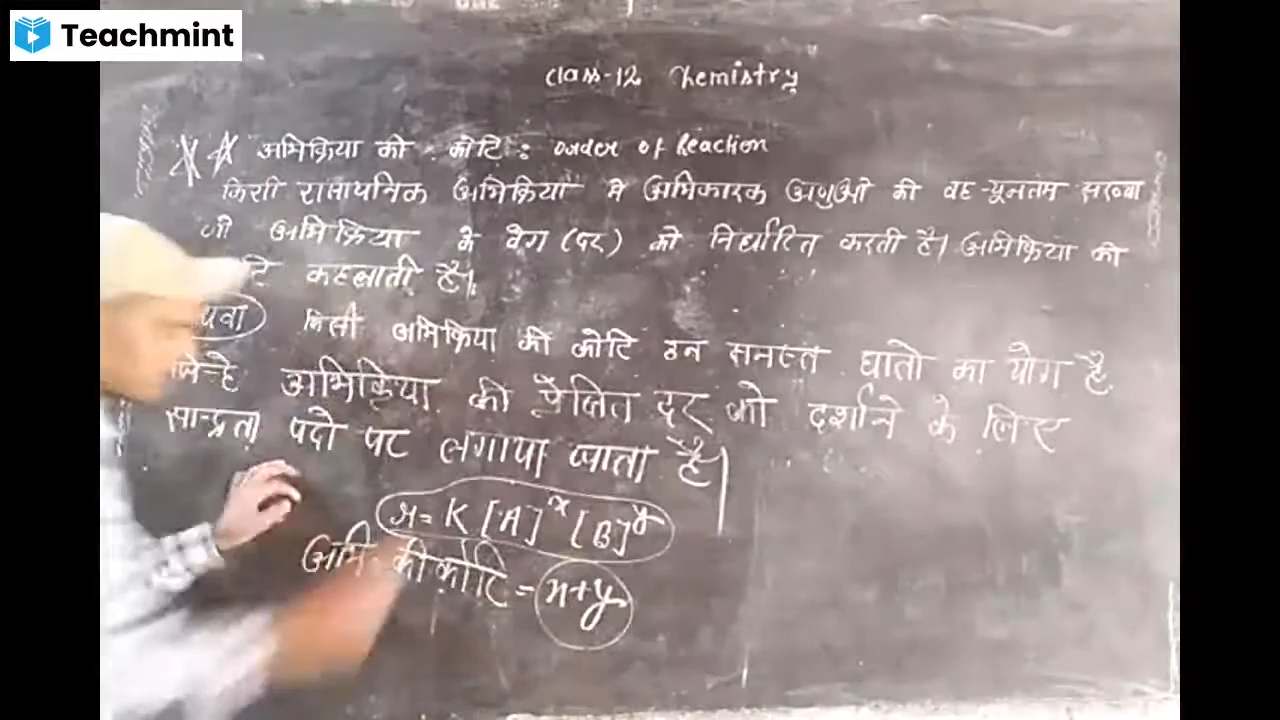 Teachmint
Class-12 Chemistry
अभिक्रिया की कोटि : Order of Reaction
किसी रासायनिक अभिक्रिया मे अभिकारक अणुओ की वह न्यूनतम संख्या
जो अभिक्रिया के वेग (दर) को निर्धारित करती है। अभिक्रिया की
कहलाती है।
किसी अभिक्रिया की कोटि उन समस्त घातो का योग है
जिन्हे अभिक्रिया की प्रेजित दर को दर्शाने के लिए
सान्द्रता पदो पर लगाया जाता है।
r = K [A]^x [B]^y
अभि. की कोटि = x+y